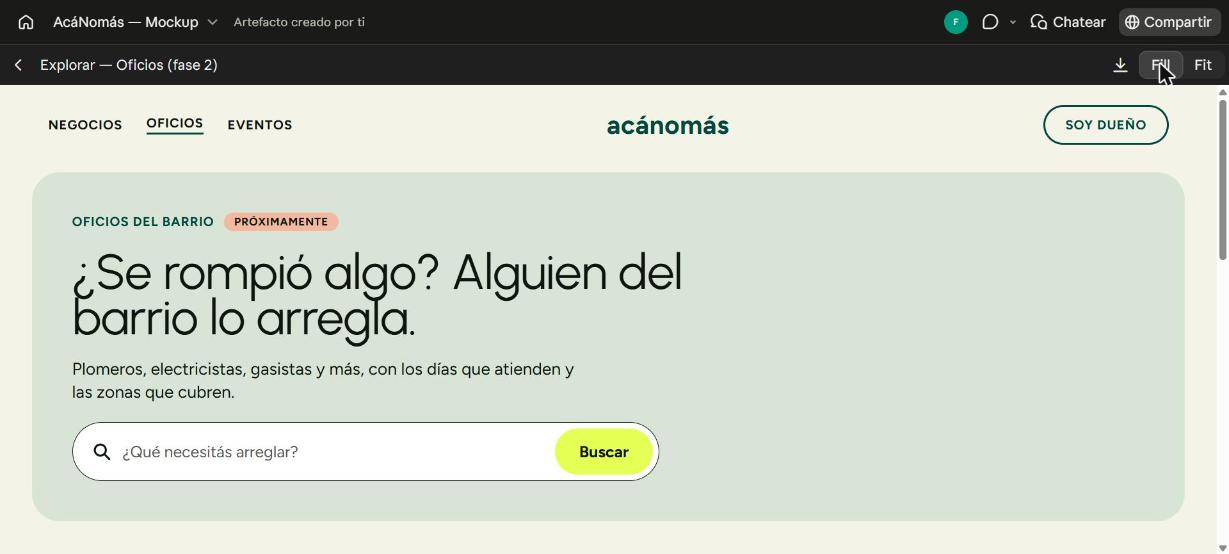 AcáNomás — Mockup
Artefacto creado por ti
F
Chatear
Compartir
Explorar — Oficios (fase 2)
Fill
Fit
NEGOCIOS
OFICIOS
EVENTOS
acánomás
SOY DUEÑO
OFICIOS DEL BARRIO
PRÓXIMAMENTE
¿Se rompió algo? Alguien del
barrio lo arregla.
Plomeros, electricistas, gasistas y más, con los días que atienden y
las zonas que cubren.
¿Qué necesitás arreglar?
Buscar